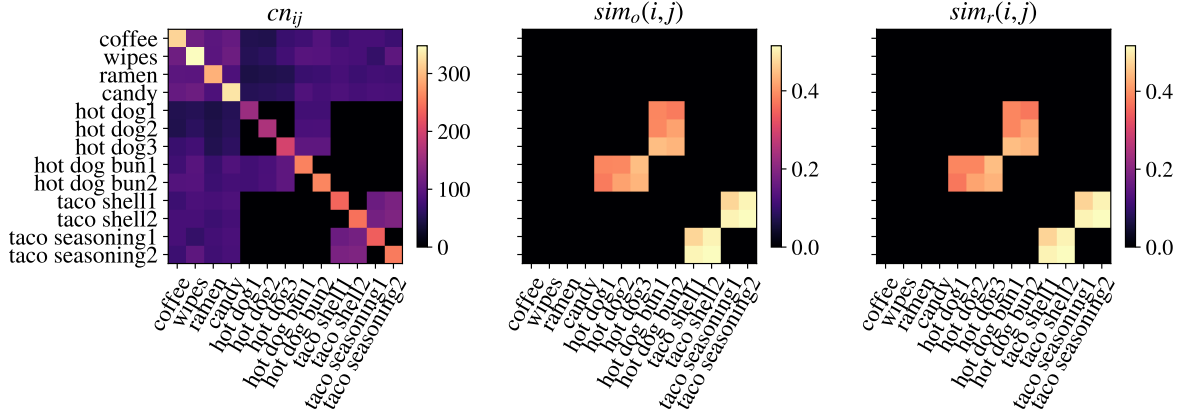 cn_ij
sim_o(i, j)
sim_r(i, j)
coffee
wipes
ramen
candy
hot dog1
hot dog2
hot dog3
hot dog bun1
hot dog bun2
taco shell1
taco shell2
taco seasoning1
taco seasoning2
300
200
100
0
0.4
0.2
0.0
0.4
0.2
0.0
coffee
wipes
ramen
candy
hot dog1
hot dog2
hot dog3
hot dog bun1
hot dog bun2
taco shell1
taco shell2
taco seasoning1
taco seasoning2
coffee
wipes
ramen
candy
hot dog1
hot dog2
hot dog3
hot dog bun1
hot dog bun2
taco shell1
taco shell2
taco seasoning1
taco seasoning2
coffee
wipes
ramen
candy
hot dog1
hot dog2
hot dog3
hot dog bun1
hot dog bun2
taco shell1
taco shell2
taco seasoning1
taco seasoning2